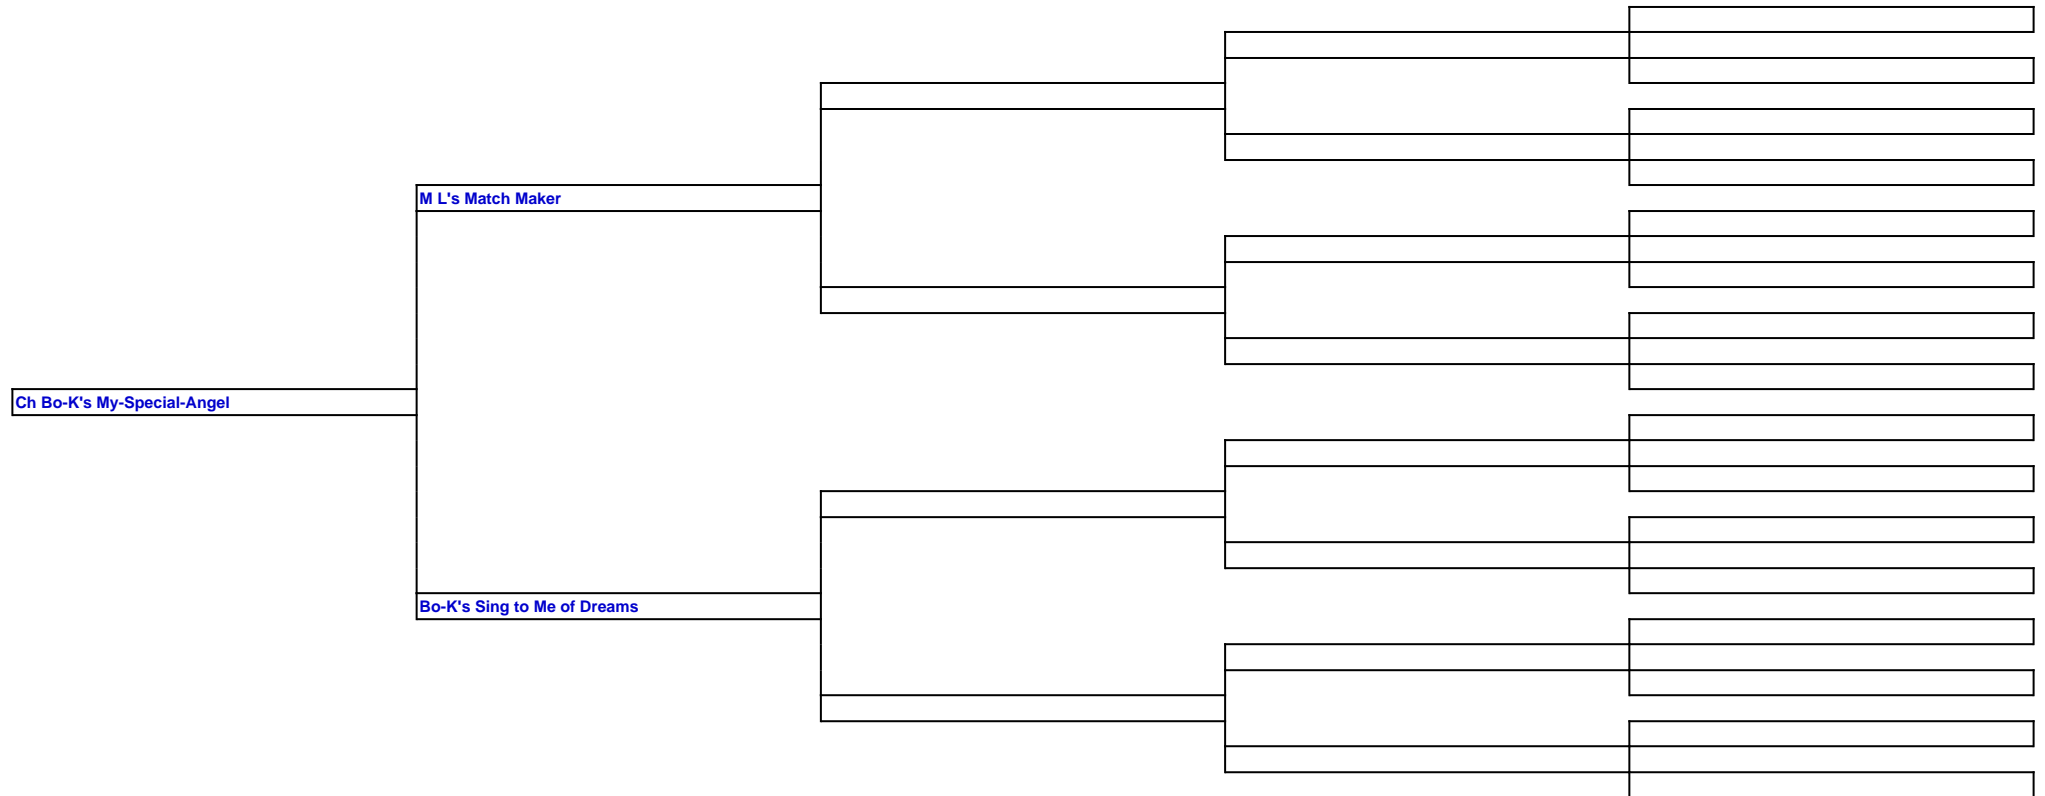 M L's Match Maker
Ch Bo-K's My-Special-Angel
Bo-K's Sing to Me of Dreams